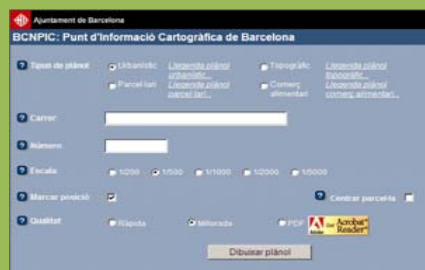 Ajuntament de Barcelona
BCNPIC: Punt d'Informació Cartogràfica de Barcelona
Tipus de plànol Urbanístic Llegenda plànol urbanístic... Topogràfic Llegenda plànol topogràfic...
Parcel·lari Llegenda plànol parcel·lari... Comerç alimentari Llegenda plànol comerç alimentari...
Carrer
Número
Escala 1/200 1/500 1/1000 1/2000 1/5000
Marcar posició Centrar parcel·la
Qualitat Ràpida Millorada PDF Adobe Get Acrobat Reader
Dibuixar plànol